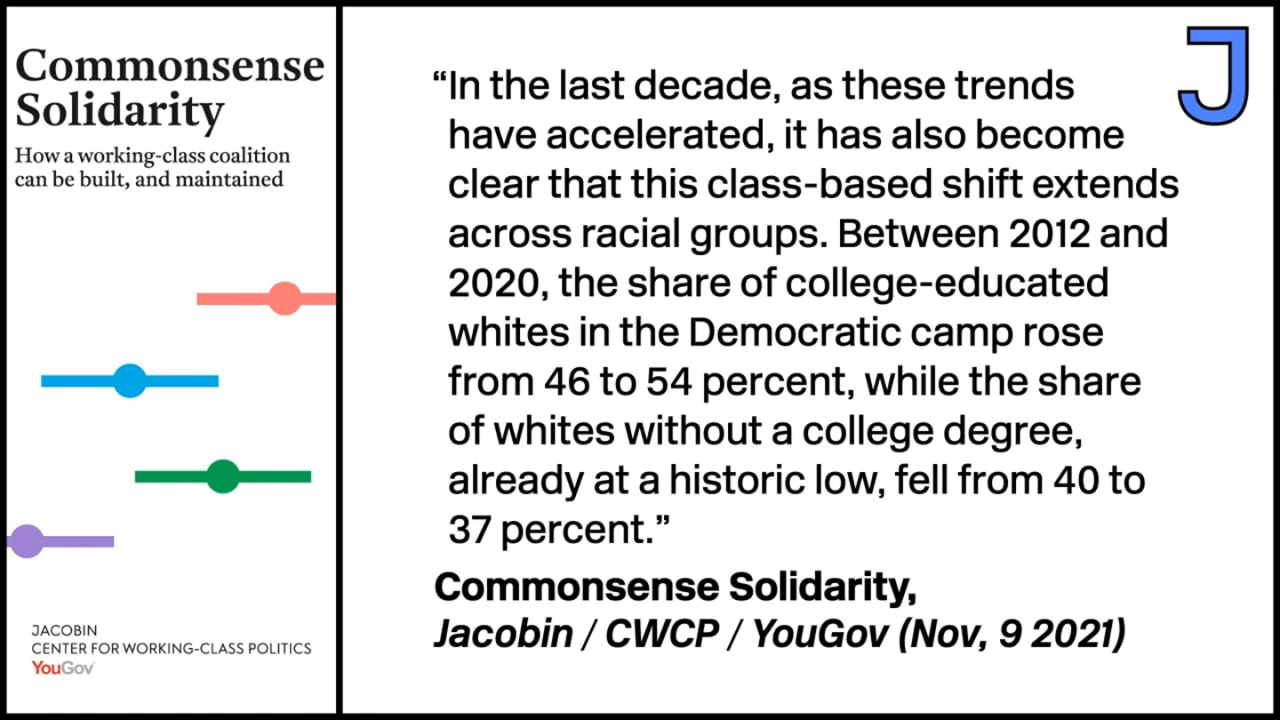 Commonsense
Solidarity
How a working-class coalition
can be built, and maintained
JACOBIN
CENTER FOR WORKING-CLASS POLITICS
YouGov
J
“In the last decade, as these trends
have accelerated, it has also become
clear that this class-based shift extends
across racial groups. Between 2012 and
2020, the share of college-educated
whites in the Democratic camp rose
from 46 to 54 percent, while the share
of whites without a college degree,
already at a historic low, fell from 40 to
37 percent.”
Commonsense Solidarity,
Jacobin / CWCP / YouGov (Nov, 9 2021)